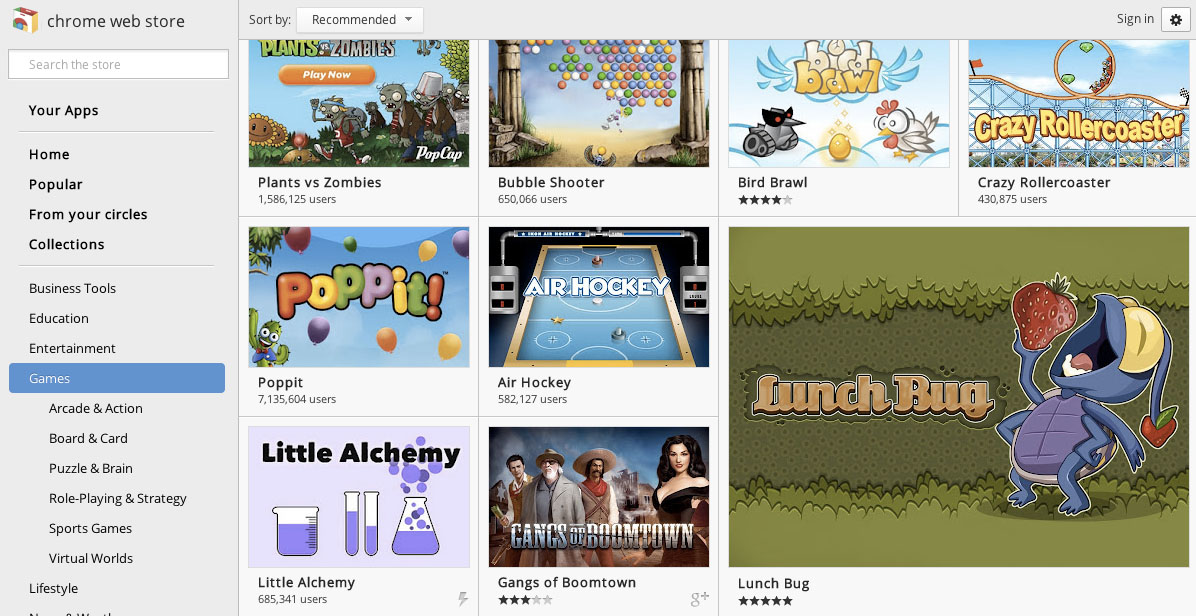 chrome web store
Search the store
Your Apps
Home
Popular
From your circles
Collections
Business Tools
Education
Entertainment
Games
Arcade & Action
Board & Card
Puzzle & Brain
Role-Playing & Strategy
Sports Games
Virtual Worlds
Lifestyle
Sort by:
Recommended
Sign in
PLANTS vs. ZOMBIES
Play Now
PopCap
Plants vs Zombies
1,586,125 users
Bubble Shooter
650,066 users
bird
brawl
Bird Brawl
Crazy Rollercoaster
Crazy Rollercoaster
430,875 users
Poppit!™
Poppit
7,135,604 users
AIR HOCKEY
Air Hockey
582,127 users
Lunch Bug
Lunch Bug
Little Alchemy
Little Alchemy
685,341 users
GANGS OF BOOMTOWN
Gangs of Boomtown
g+